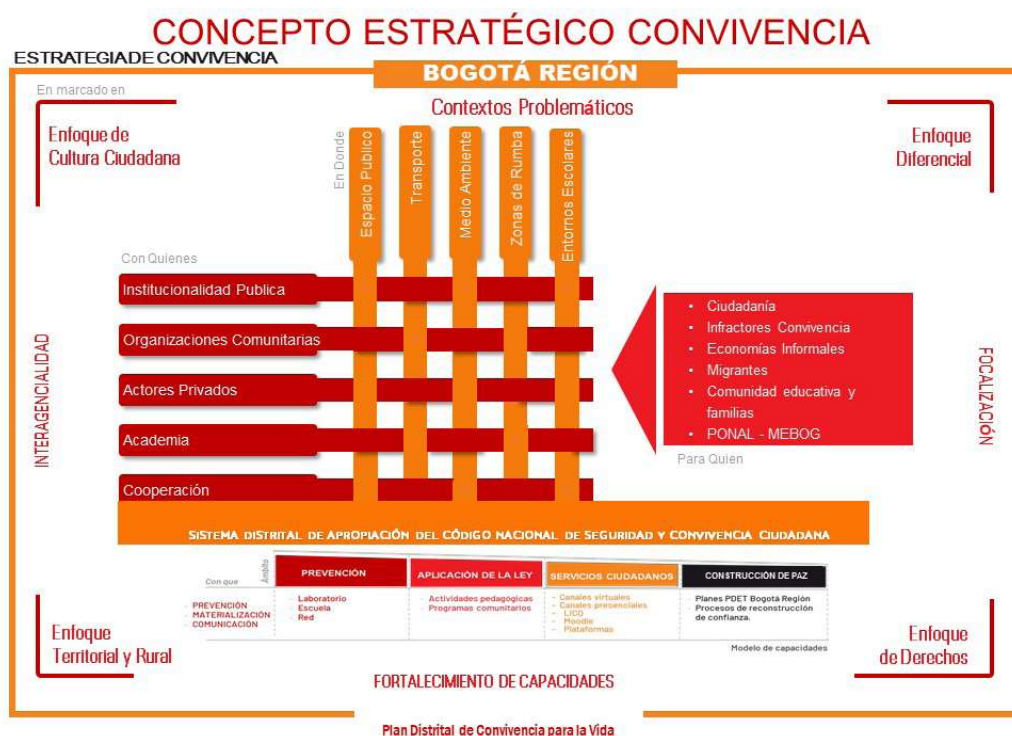 CONCEPTO ESTRATÉGICO CONVIVENCIA
ESTRATEGIA DE CONVIVENCIA
BOGOTÁ REGIÓN
En marcado en
Contextos Problemáticos
Enfoque de
Cultura Ciudadana
Enfoque
Diferencial
En Donde
Espacio Publico
Transporte
Medio Ambiente
Zonas de Rumba
Entornos Escolares
Con Quienes
Institucionalidad Publica
Organizaciones Comunitarias
Actores Privados
Academia
Cooperación
• Ciudadanía
• Infractores Convivencia
• Economías Informales
• Migrantes
• Comunidad educativa y
familias
• PONAL - MEBOG
Para Quien
INTERAGENCIALIDAD
FOCALIZACIÓN
SISTEMA DISTRITAL DE APROPIACIÓN DEL CÓDIGO NACIONAL DE SEGURIDAD Y CONVIVENCIA CIUDADANA
Con que
Ámbito
PREVENCIÓN
APLICACIÓN DE LA LEY
SERVICIOS CIUDADANOS
CONSTRUCCIÓN DE PAZ
- PREVENCIÓN
- MATERIALIZACIÓN
- COMUNICACIÓN
- Laboratorio
- Escuela
- Red
- Actividades pedagógicas
- Programas comunitarios
- Canales virtuales
- Canales presenciales
- LICO
- Moodle
- Plataformas
- Planes PDET Bogotá Región
- Procesos de reconstrucción
de confianza.
Modelo de capacidades
Enfoque
Territorial y Rural
Enfoque
de Derechos
FORTALECIMIENTO DE CAPACIDADES
Plan Distrital de Convivencia para la Vida